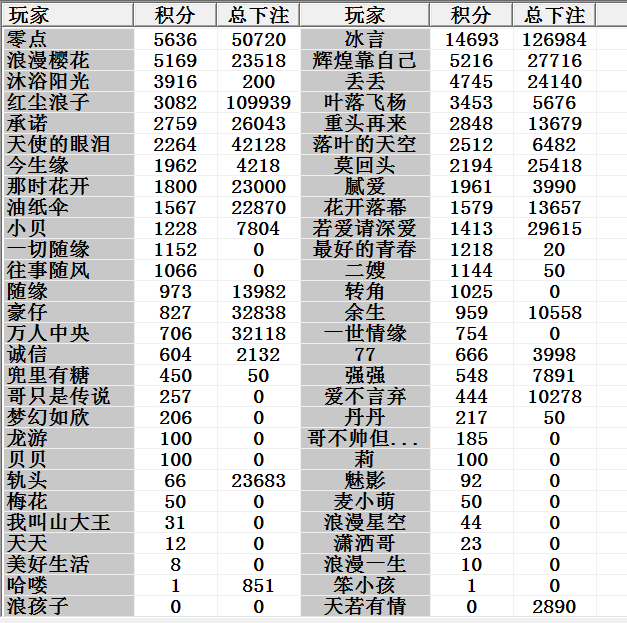 玩家 积分 总下注 玩家 积分 总下注
零点 5636 50720 冰言 14693 126984
浪漫樱花 5169 23518 辉煌靠自己 5216 27716
沐浴阳光 3916 200 丢丢 4745 24140
红尘浪子 3082 109939 叶落飞杨 3453 5676
承诺 2759 26043 重头再来 2848 13679
天使的眼泪 2264 42128 落叶的天空 2512 6482
今生缘 1962 4218 莫回头 2194 25418
那时花开 1800 23000 腻爱 1961 3990
油纸伞 1567 22870 花开落幕 1579 13657
小贝 1228 7804 若爱请深爱 1413 29615
一切随缘 1152 0 最好的青春 1218 20
往事随风 1066 0 二嫂 1144 50
随缘 973 13982 转角 1025 0
豪仔 827 32838 余生 959 10558
万人中央 706 32118 一世情缘 754 0
诚信 604 2132 77 666 3998
兜里有糖 450 50 强强 548 7891
哥只是传说 257 0 爱不言弃 444 10278
梦幻如欣 206 0 丹丹 217 50
龙游 100 0 哥不帅但... 185 0
贝贝 100 0 莉 100 0
轨头 66 23683 魅影 92 0
梅花 50 0 麦小萌 50 0
我叫山大王 31 0 浪漫星空 44 0
天天 12 0 潇洒哥 23 0
美好生活 8 0 浪漫一生 10 0
哈喽 1 851 笨小孩 1 0
浪孩子 0 0 天若有情 0 2890